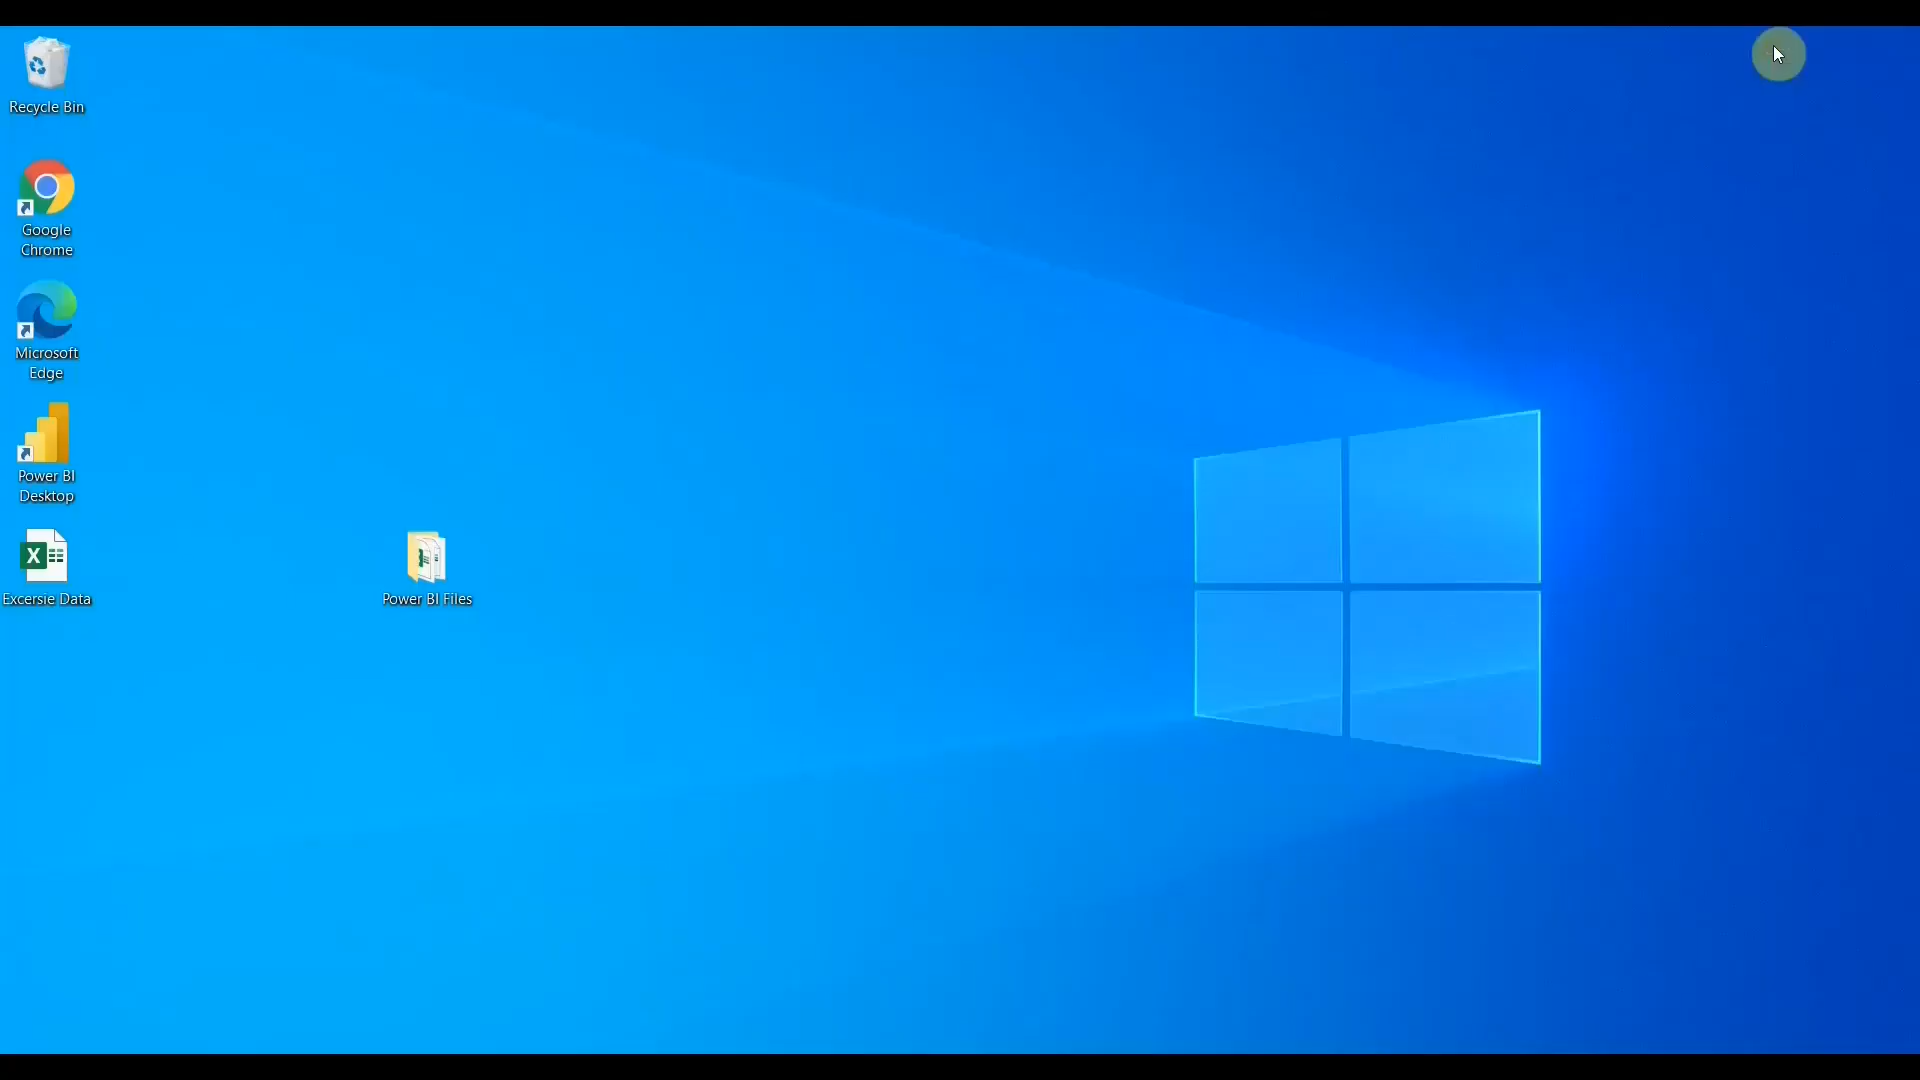 Recycle Bin
Google
Chrome
Microsoft
Edge
Power BI
Desktop
X
Excersie Data
Power BI Files